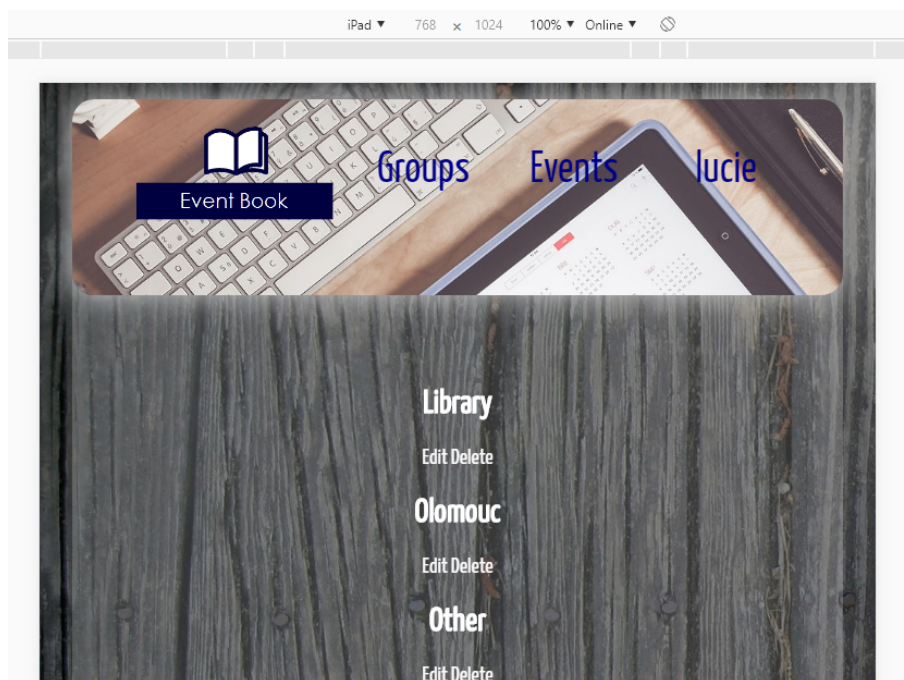 iPad ▼ 768 × 1024 100% ▼ Online ▼
Event Book
Groups Events lucie
Library
Edit Delete
Olomouc
Edit Delete
Other
Edit Delete